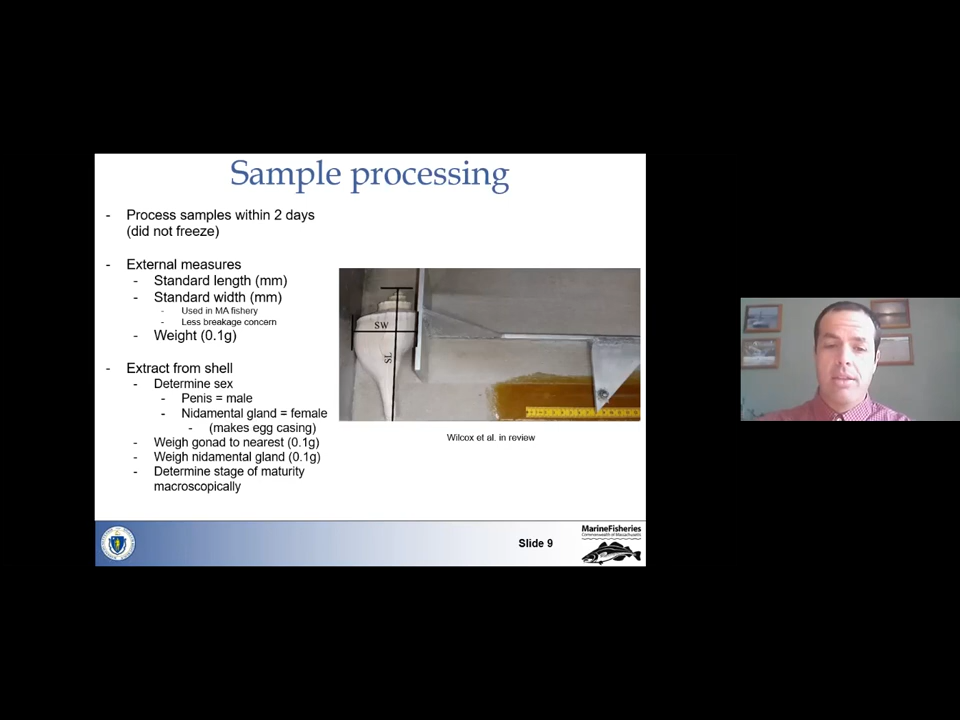 Sample processing
- Process samples within 2 days
(did not freeze)
- External measures
- Standard length (mm)
- Standard width (mm)
- Used in MA fishery
- Less breakage concern
- Weight (0.1g)
- Extract from shell
- Determine sex
- Penis = male
- Nidamental gland = female
- (makes egg casing)
- Weigh gonad to nearest (0.1g)
- Weigh nidamental gland (0.1g)
- Determine stage of maturity
macroscopically
SW
SL
Wilcox et al. in review
Slide 9
MarineFisheries
Commonwealth of Massachusetts